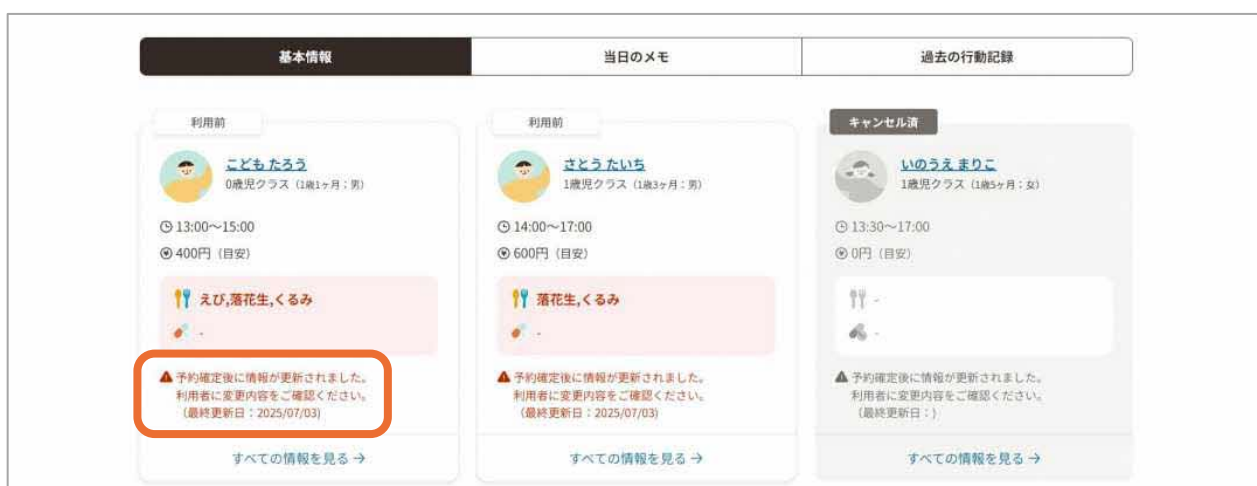 基本情報
当日のメモ
過去の行動記録
利用前
こども たろう
0歳児クラス（1歳1ヶ月：男）
13:00～15:00
400円（目安）
えび,落花生,くるみ
-
予約確定後に情報が更新されました。
利用者に変更内容をご確認ください。
（最終更新日：2025/07/03)
すべての情報を見る→
利用前
さとう たいち
1歳児クラス（1歳3ヶ月：男）
14:00～17:00
600円（目安）
落花生,くるみ
-
予約確定後に情報が更新されました。
利用者に変更内容をご確認ください。
（最終更新日：2025/07/03)
すべての情報を見る→
キャンセル済
いのうえ まりこ
1歳児クラス（1歳5ヶ月：女）
13:30～17:00
0円（目安）
-
-
予約確定後に情報が更新されました。
利用者に変更内容をご確認ください。
（最終更新日：)
すべての情報を見る→